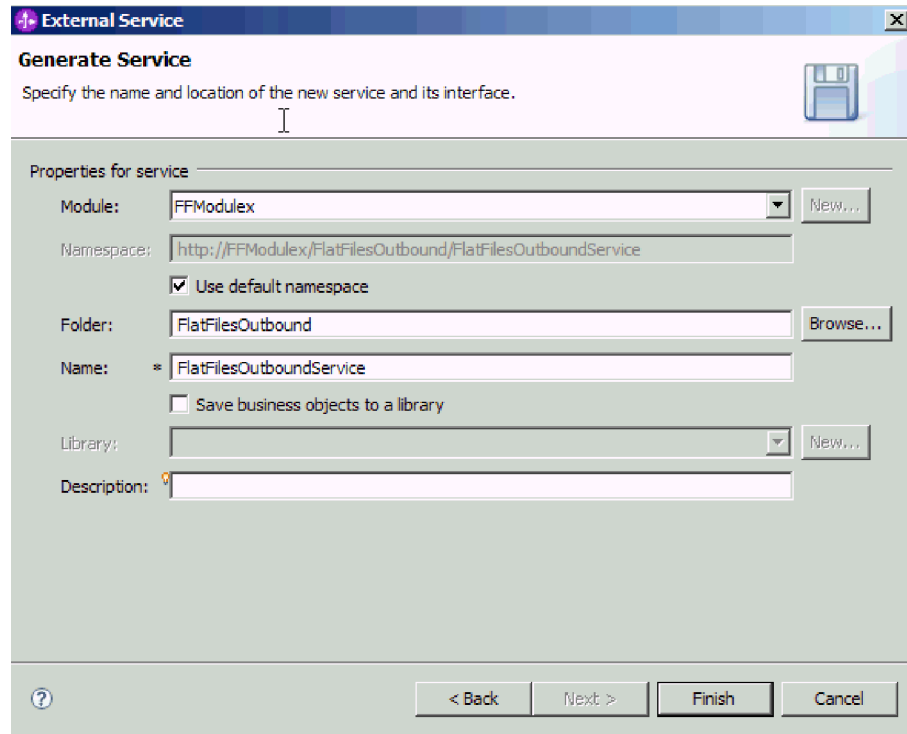 External Service
Generate Service
Specify the name and location of the new service and its interface.
Properties for service
Module: FFModulex New...
Namespace: http://FFModulex/FlatFilesOutbound/FlatFilesOutboundService
Use default namespace
Folder: FlatFilesOutbound Browse...
Name: * FlatFilesOutboundService
Save business objects to a library
Library: New...
Description:
? < Back Next > Finish Cancel